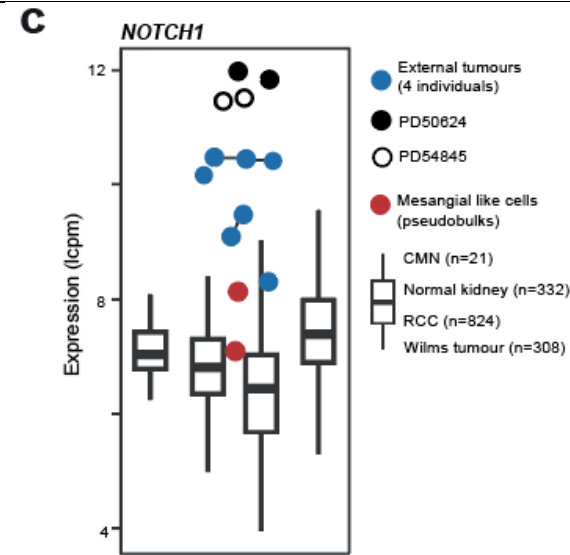 C
NOTCH1
12
8
4
Expression (lcpm)
External tumours
(4 individuals)
PD50624
PD54845
Mesangial like cells
(pseudobulks)
CMN (n=21)
Normal kidney (n=332)
RCC (n=824)
Wilms tumour (n=308)